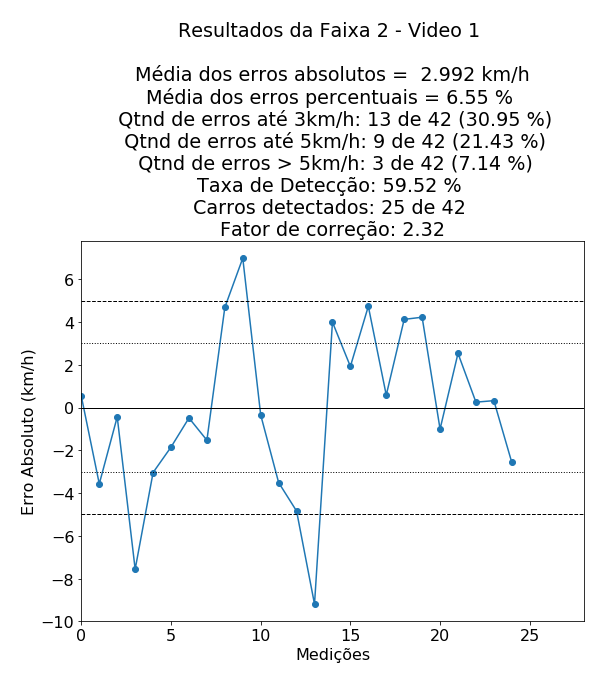 Resultados da Faixa 2 - Video 1
Média dos erros absolutos =  2.992 km/h
Média dos erros percentuais = 6.55 %
Qtnd de erros até 3km/h: 13 de 42 (30.95 %)
Qtnd de erros até 5km/h: 9 de 42 (21.43 %)
Qtnd de erros > 5km/h: 3 de 42 (7.14 %)
Taxa de Detecção: 59.52 %
Carros detectados: 25 de 42
Fator de correção: 2.32
6
4
2
0
−2
−4
−6
−8
−10
Erro Absoluto (km/h)
0 5 10 15 20 25
Medições